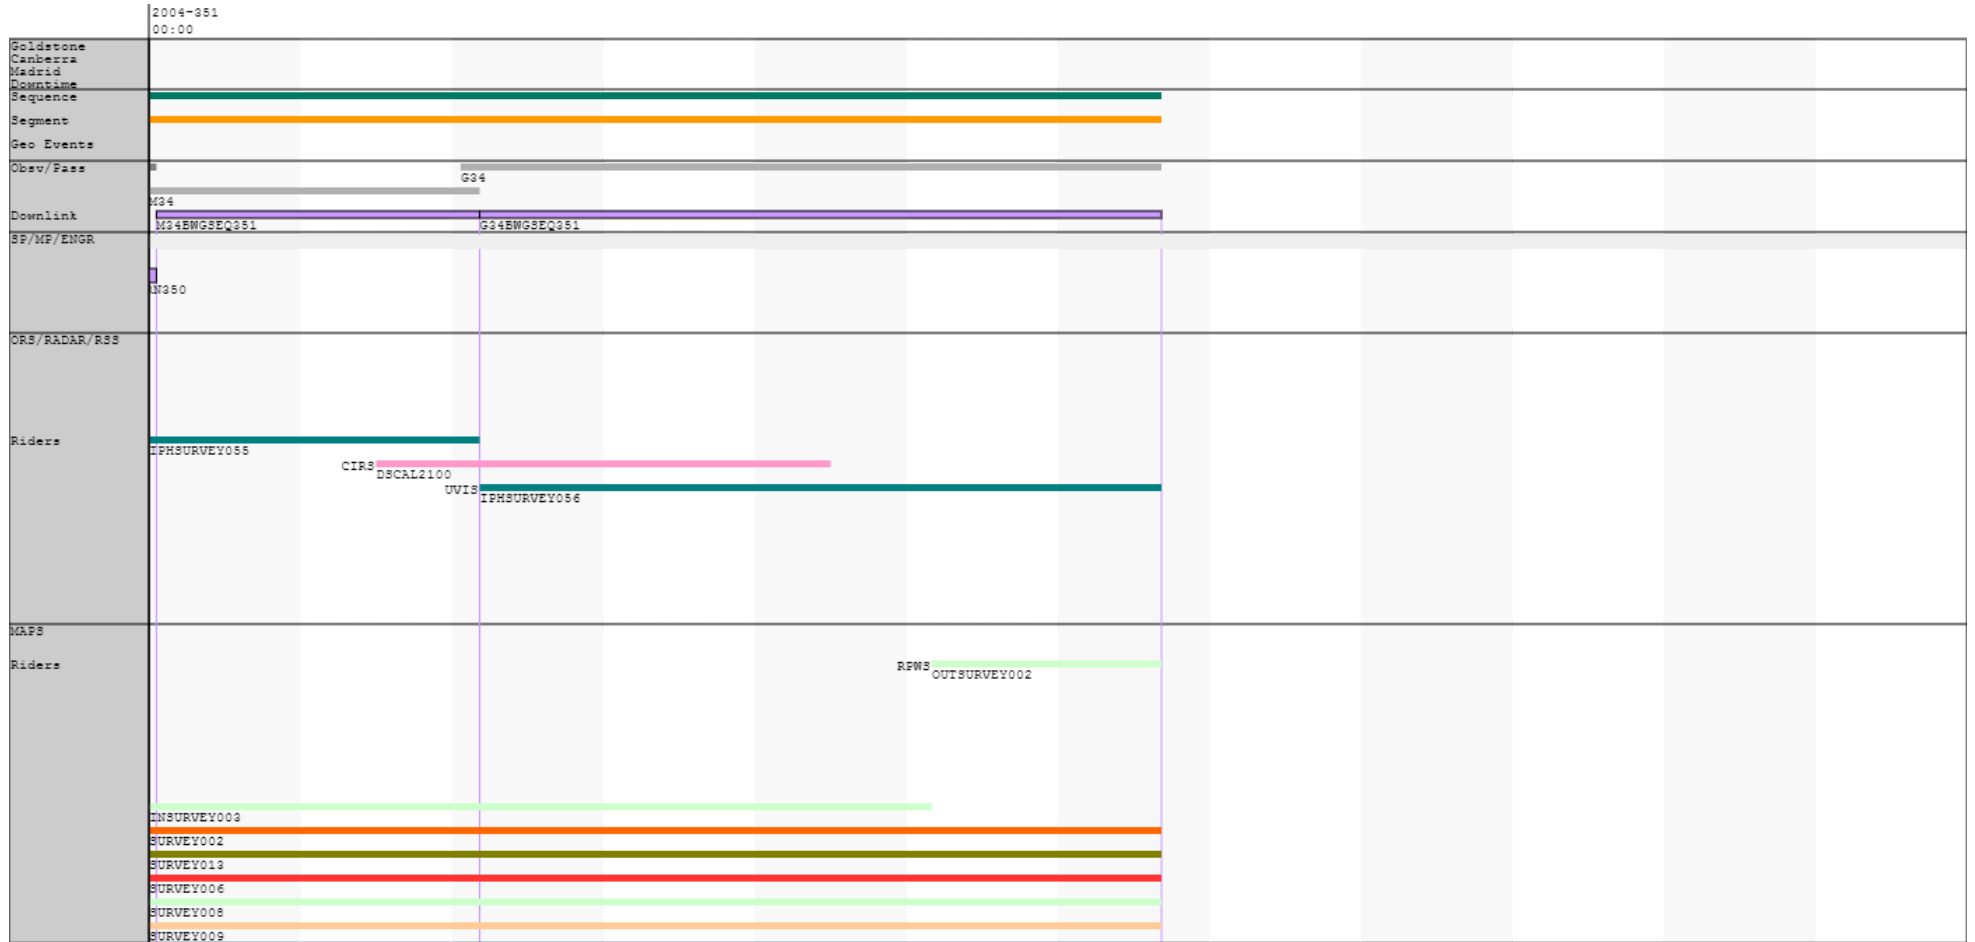 2004-351
00:00
Goldstone
Canberra
Madrid
Downtime
Sequence
Segment
Geo Events
Obsv/Pass
G34
M34
Downlink
M34BWGSEQ351 G34BWGSEQ351
SP/MP/ENGR
RN350
ORS/RADAR/RSS
Riders
IPHSURVEY055
CIRS DSCAL2100
UVIS IPHSURVEY056
MAPS
Riders RPWS OUTSURVEY002
INSURVEY003
SURVEY002
SURVEY013
SURVEY006
SURVEY008
SURVEY009